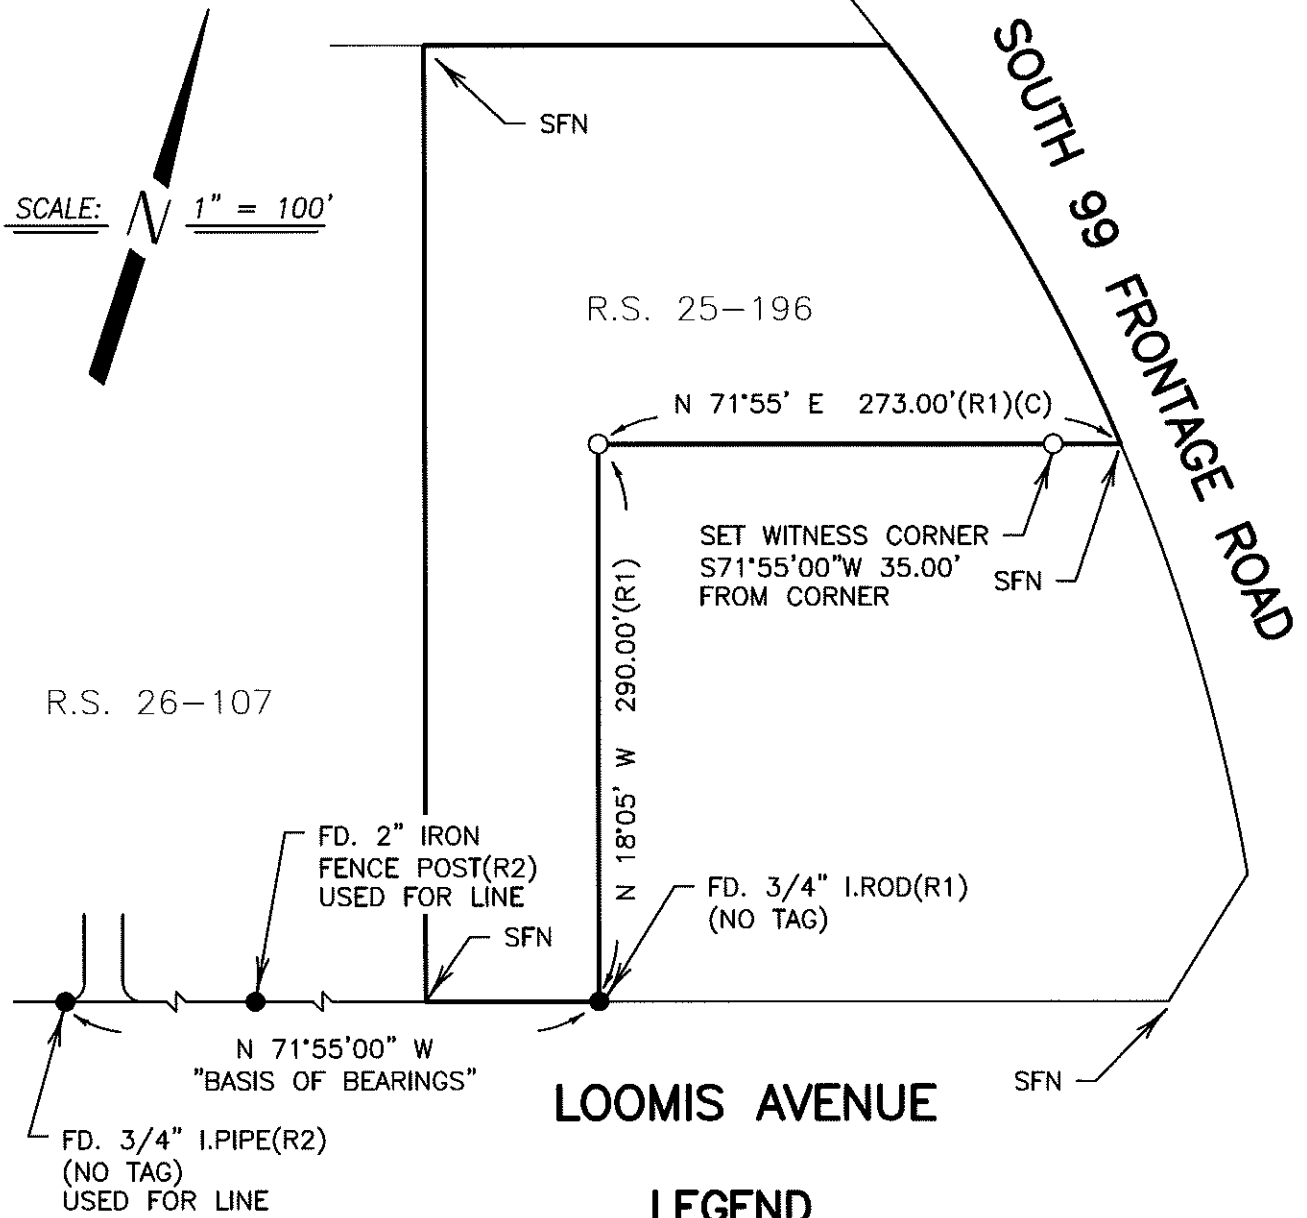 SOUTH 99 FRONTAGE ROAD
SFN
SCALE: N 1" = 100'
R.S. 25-196
N 71°55' E 273.00'(R1)(C)
SET WITNESS CORNER
S71°55'00"W 35.00'
FROM CORNER
SFN
N 18°05' W 290.00'(R1)
R.S. 26-107
FD. 2" IRON
FENCE POST(R2)
USED FOR LINE
FD. 3/4" I.ROD(R1)
(NO TAG)
SFN
N 71°55'00" W
"BASIS OF BEARINGS"
LOOMIS AVENUE
SFN
FD. 3/4" I.PIPE(R2)
(NO TAG)
USED FOR LINE
LEGEND